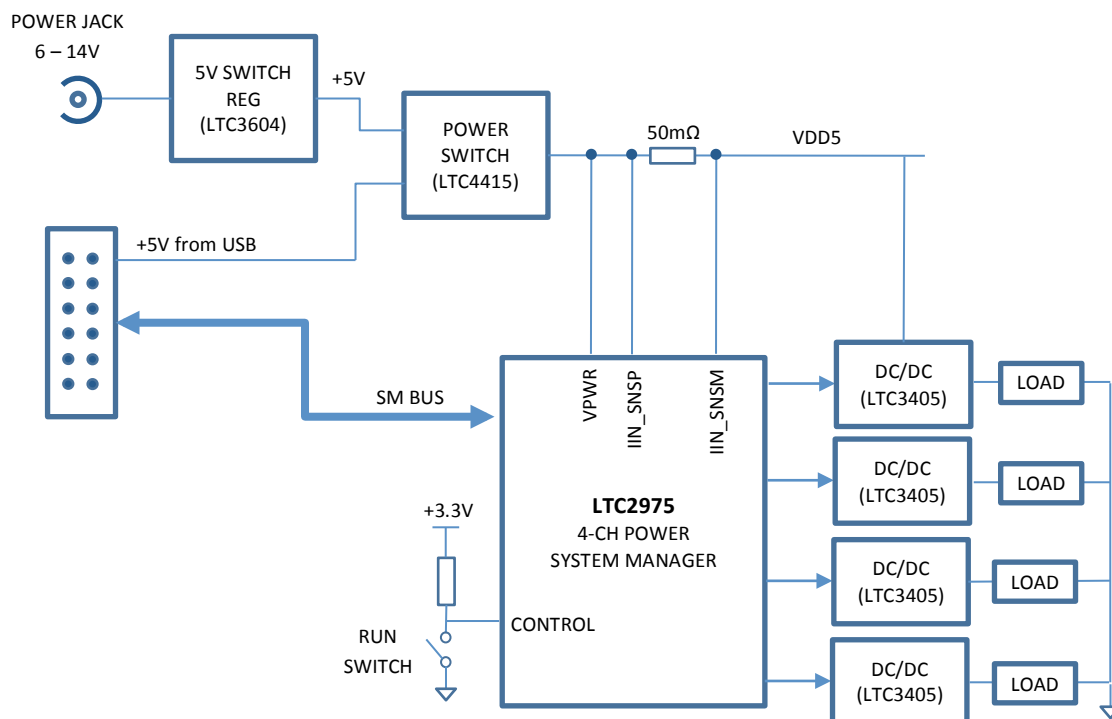 POWER JACK
6 – 14V
5V SWITCH
REG
(LTC3604)
+5V
POWER
SWITCH
(LTC4415)
50mΩ
VDD5
+5V from USB
SM BUS
VPWR
IIN_SNSP
IIN_SNSM
DC/DC
(LTC3405)
LOAD
DC/DC
(LTC3405)
LOAD
LTC2975
4-CH POWER
SYSTEM MANAGER
+3.3V
DC/DC
(LTC3405)
LOAD
CONTROL
RUN
SWITCH
DC/DC
(LTC3405)
LOAD